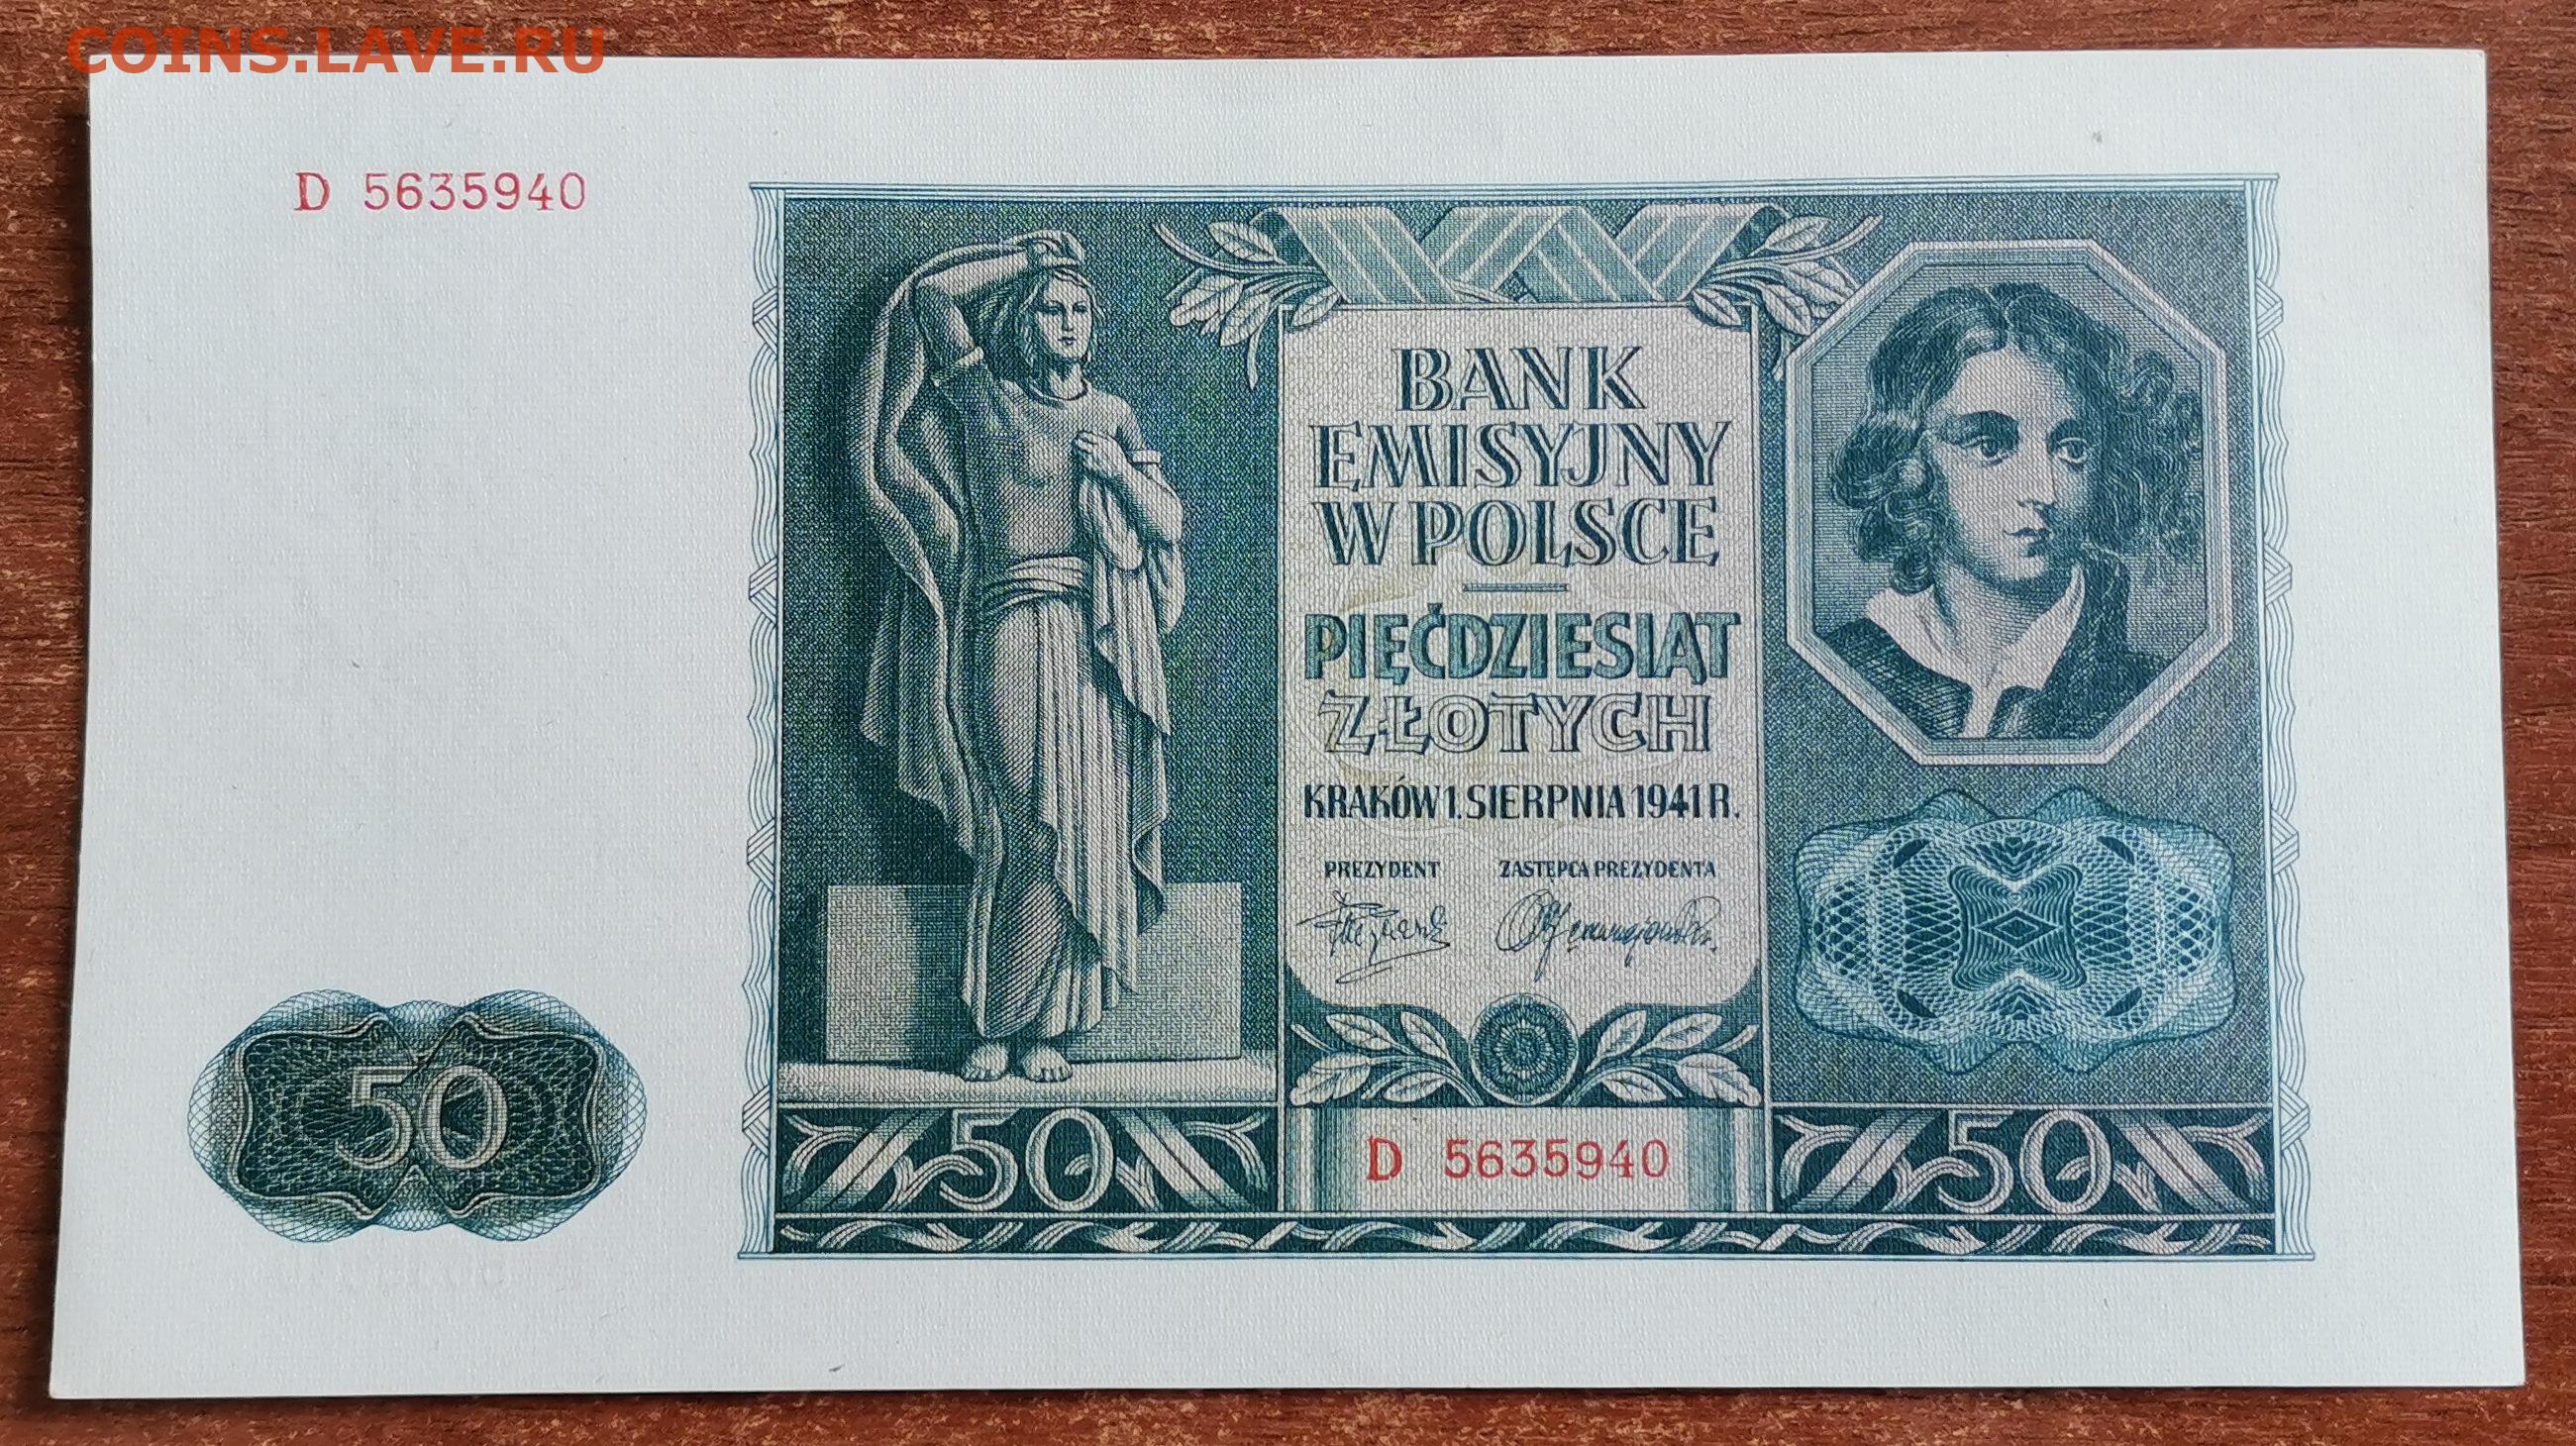 COINS.LAVE.RU
D 5635940
BANK
EMISYJNY
W POLSCE
PIĘĆDZIESIĄT
ZŁOTYCH
KRAKÓW 1. SIERPNIA 1941 R.
PREZYDENT ZASTĘPCA PREZYDENTA
50
50
D 5635940
50